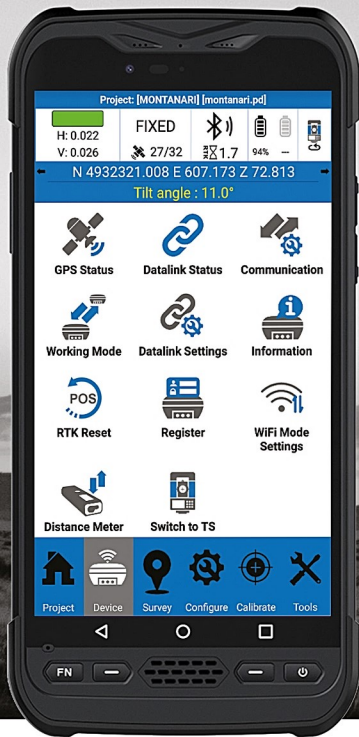 Project: [MONTANARI] [montanari.pd]
H: 0.022
V: 0.026
FIXED
27/32
RTK 1.7
94%
--
N 4932321.008 E 607.173 Z 72.813
Tilt angle : 11.0°
GPS Status
Datalink Status
Communication
Working Mode
Datalink Settings
Information
POS
RTK Reset
Register
WiFi Mode
Settings
Distance Meter
Switch to TS
Project
Device
Survey
Configure
Calibrate
Tools
FN